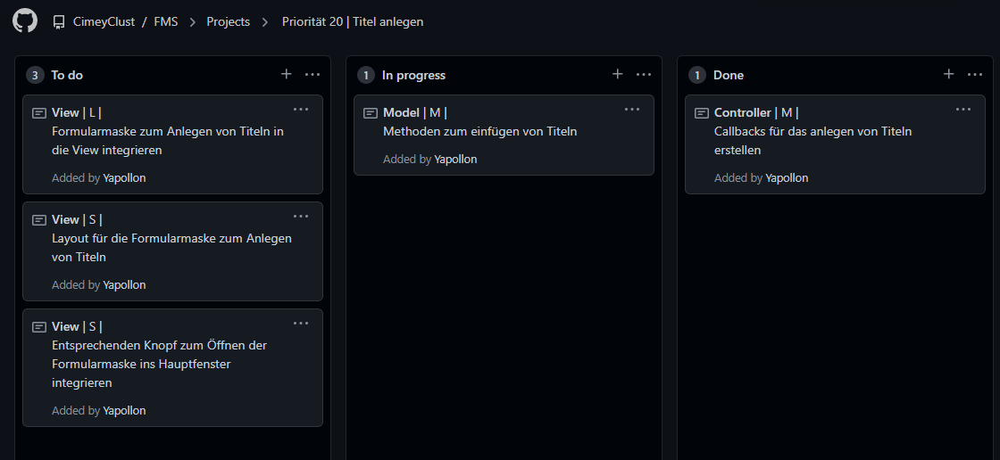 CimeyClust / FMS > Projects > Priorität 20 | Titel anlegen
3 To do
View | L |
Formularmaske zum Anlegen von Titeln in
die View integrieren
Added by Yapollon
View | S |
Layout für die Formularmaske zum Anlegen
von Titeln
Added by Yapollon
View | S |
Entsprechenden Knopf zum Öffnen der
Formularmaske ins Hauptfenster
integrieren
Added by Yapollon
1 In progress
Model | M |
Methoden zum einfügen von Titeln
Added by Yapollon
1 Done
Controller | M |
Callbacks für das anlegen von Titeln
erstellen
Added by Yapollon